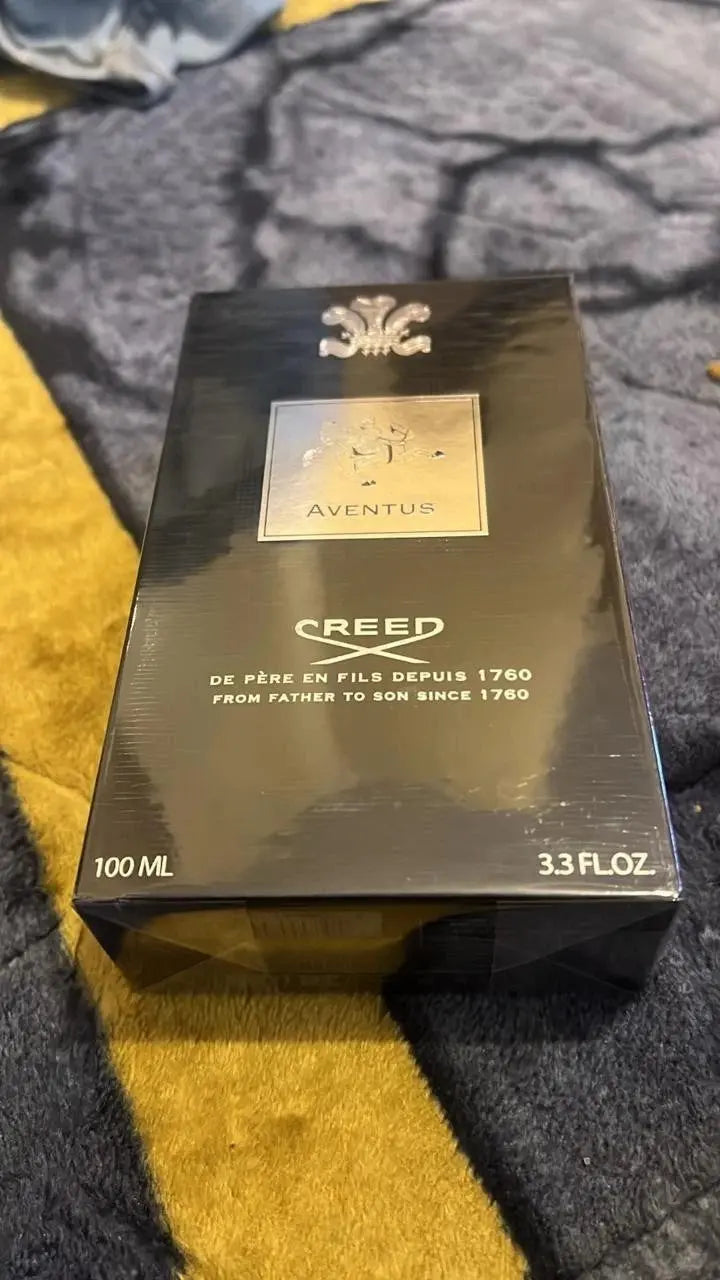 AVENTUS
CREED
DE PÈRE EN FILS DEPUIS 1760
FROM FATHER TO SON SINCE 1760
100 ML 3.3 FL.OZ.